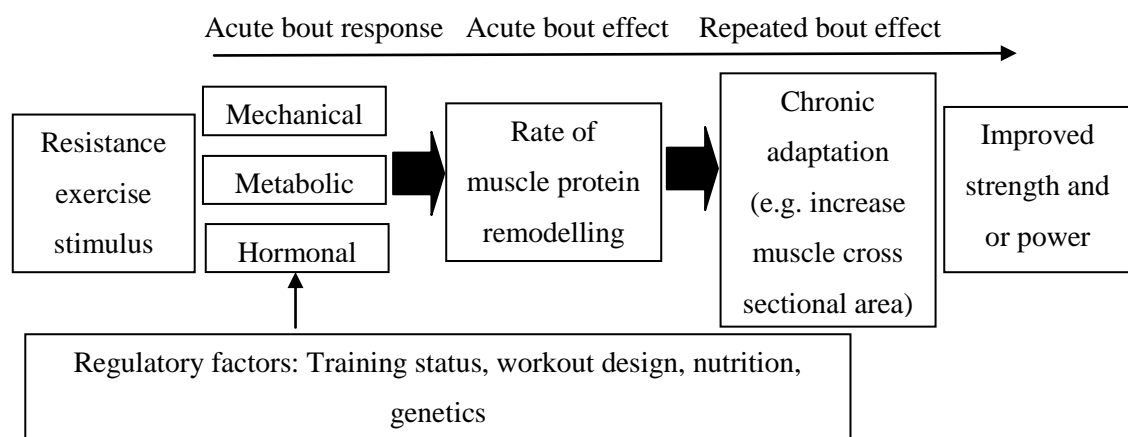 Acute bout response Acute bout effect Repeated bout effect
Resistance
exercise
stimulus
Mechanical
Metabolic
Hormonal
Rate of
muscle protein
remodelling
Chronic
adaptation
(e.g. increase
muscle cross
sectional area)
Improved
strength and
or power
Regulatory factors: Training status, workout design, nutrition,
genetics